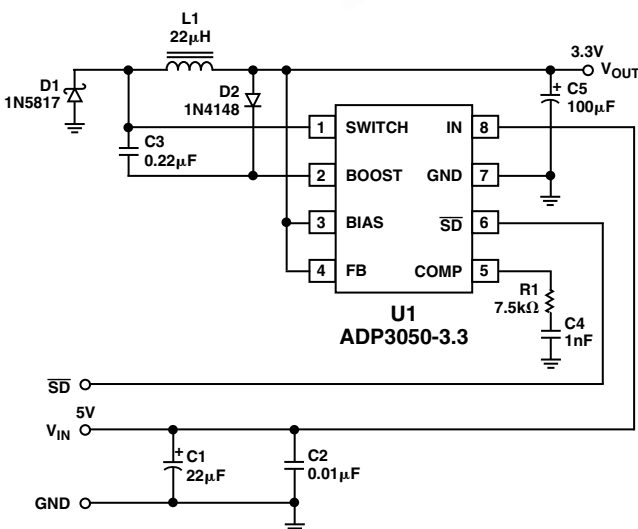 L1
22μH
D1
1N5817
D2
1N4148
C3
0.22μF
3.3V
VOUT
+ C5
100μF
1 SWITCH IN 8
2 BOOST GND 7
3 BIAS S̅D̅ 6
4 FB COMP 5
U1
ADP3050-3.3
R1
7.5kΩ
C4
1nF
S̅D̅
5V
VIN
+ C1
22μF
C2
0.01μF
GND